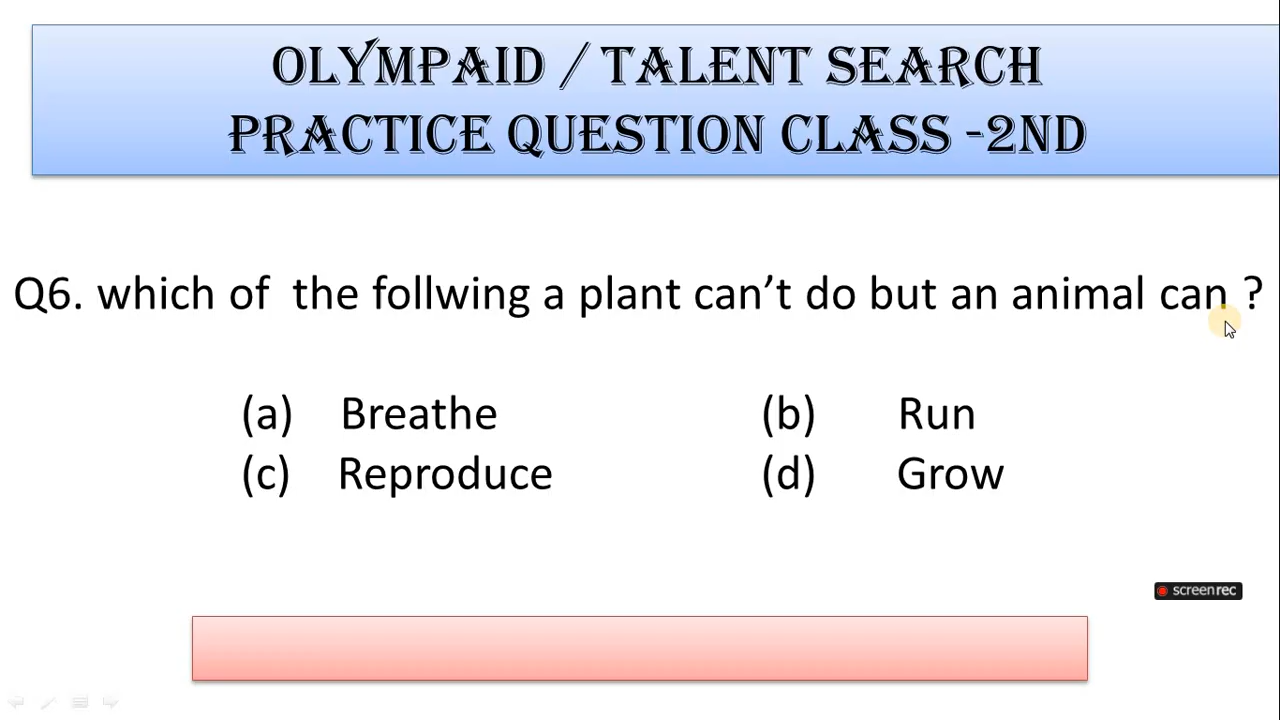 OLYMPAID / TALENT SEARCH
PRACTICE QUESTION CLASS -2ND
Q6. which of the follwing a plant can't do but an animal can ?
(a) Breathe (b) Run
(c) Reproduce (d) Grow
screenrec